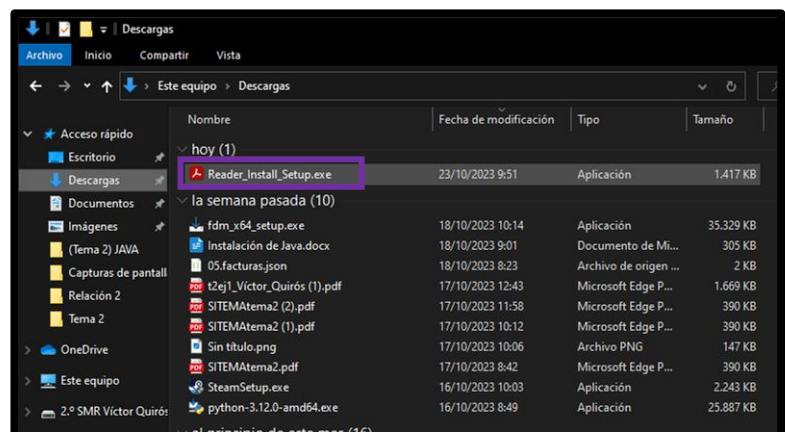 Descargas
Archivo Inicio Compartir Vista
Este equipo > Descargas
Nombre Fecha de modificación Tipo Tamaño
Acceso rápido
Escritorio
Descargas
Documentos
Imágenes
(Tema 2) JAVA
Capturas de pantall
Relación 2
Tema 2
OneDrive
Este equipo
2.º SMR Víctor Quirós
hoy (1)
Reader_Install_Setup.exe 23/10/2023 9:51 Aplicación 1.417 KB
la semana pasada (10)
fdm_x64_setup.exe 18/10/2023 10:14 Aplicación 35.329 KB
Instalación de Java.docx 18/10/2023 9:01 Documento de Mi... 305 KB
05.facturas.json 18/10/2023 8:23 Archivo de origen ... 2 KB
t2ej1_Víctor_Quirós (1).pdf 17/10/2023 12:43 Microsoft Edge P... 1.669 KB
SITEMAtema2 (2).pdf 17/10/2023 11:58 Microsoft Edge P... 390 KB
SITEMAtema2 (1).pdf 17/10/2023 10:12 Microsoft Edge P... 390 KB
Sin título.png 17/10/2023 10:06 Archivo PNG 147 KB
SITEMAtema2.pdf 17/10/2023 8:42 Microsoft Edge P... 390 KB
SteamSetup.exe 16/10/2023 10:03 Aplicación 2.243 KB
python-3.12.0-amd64.exe 16/10/2023 8:49 Aplicación 25.887 KB